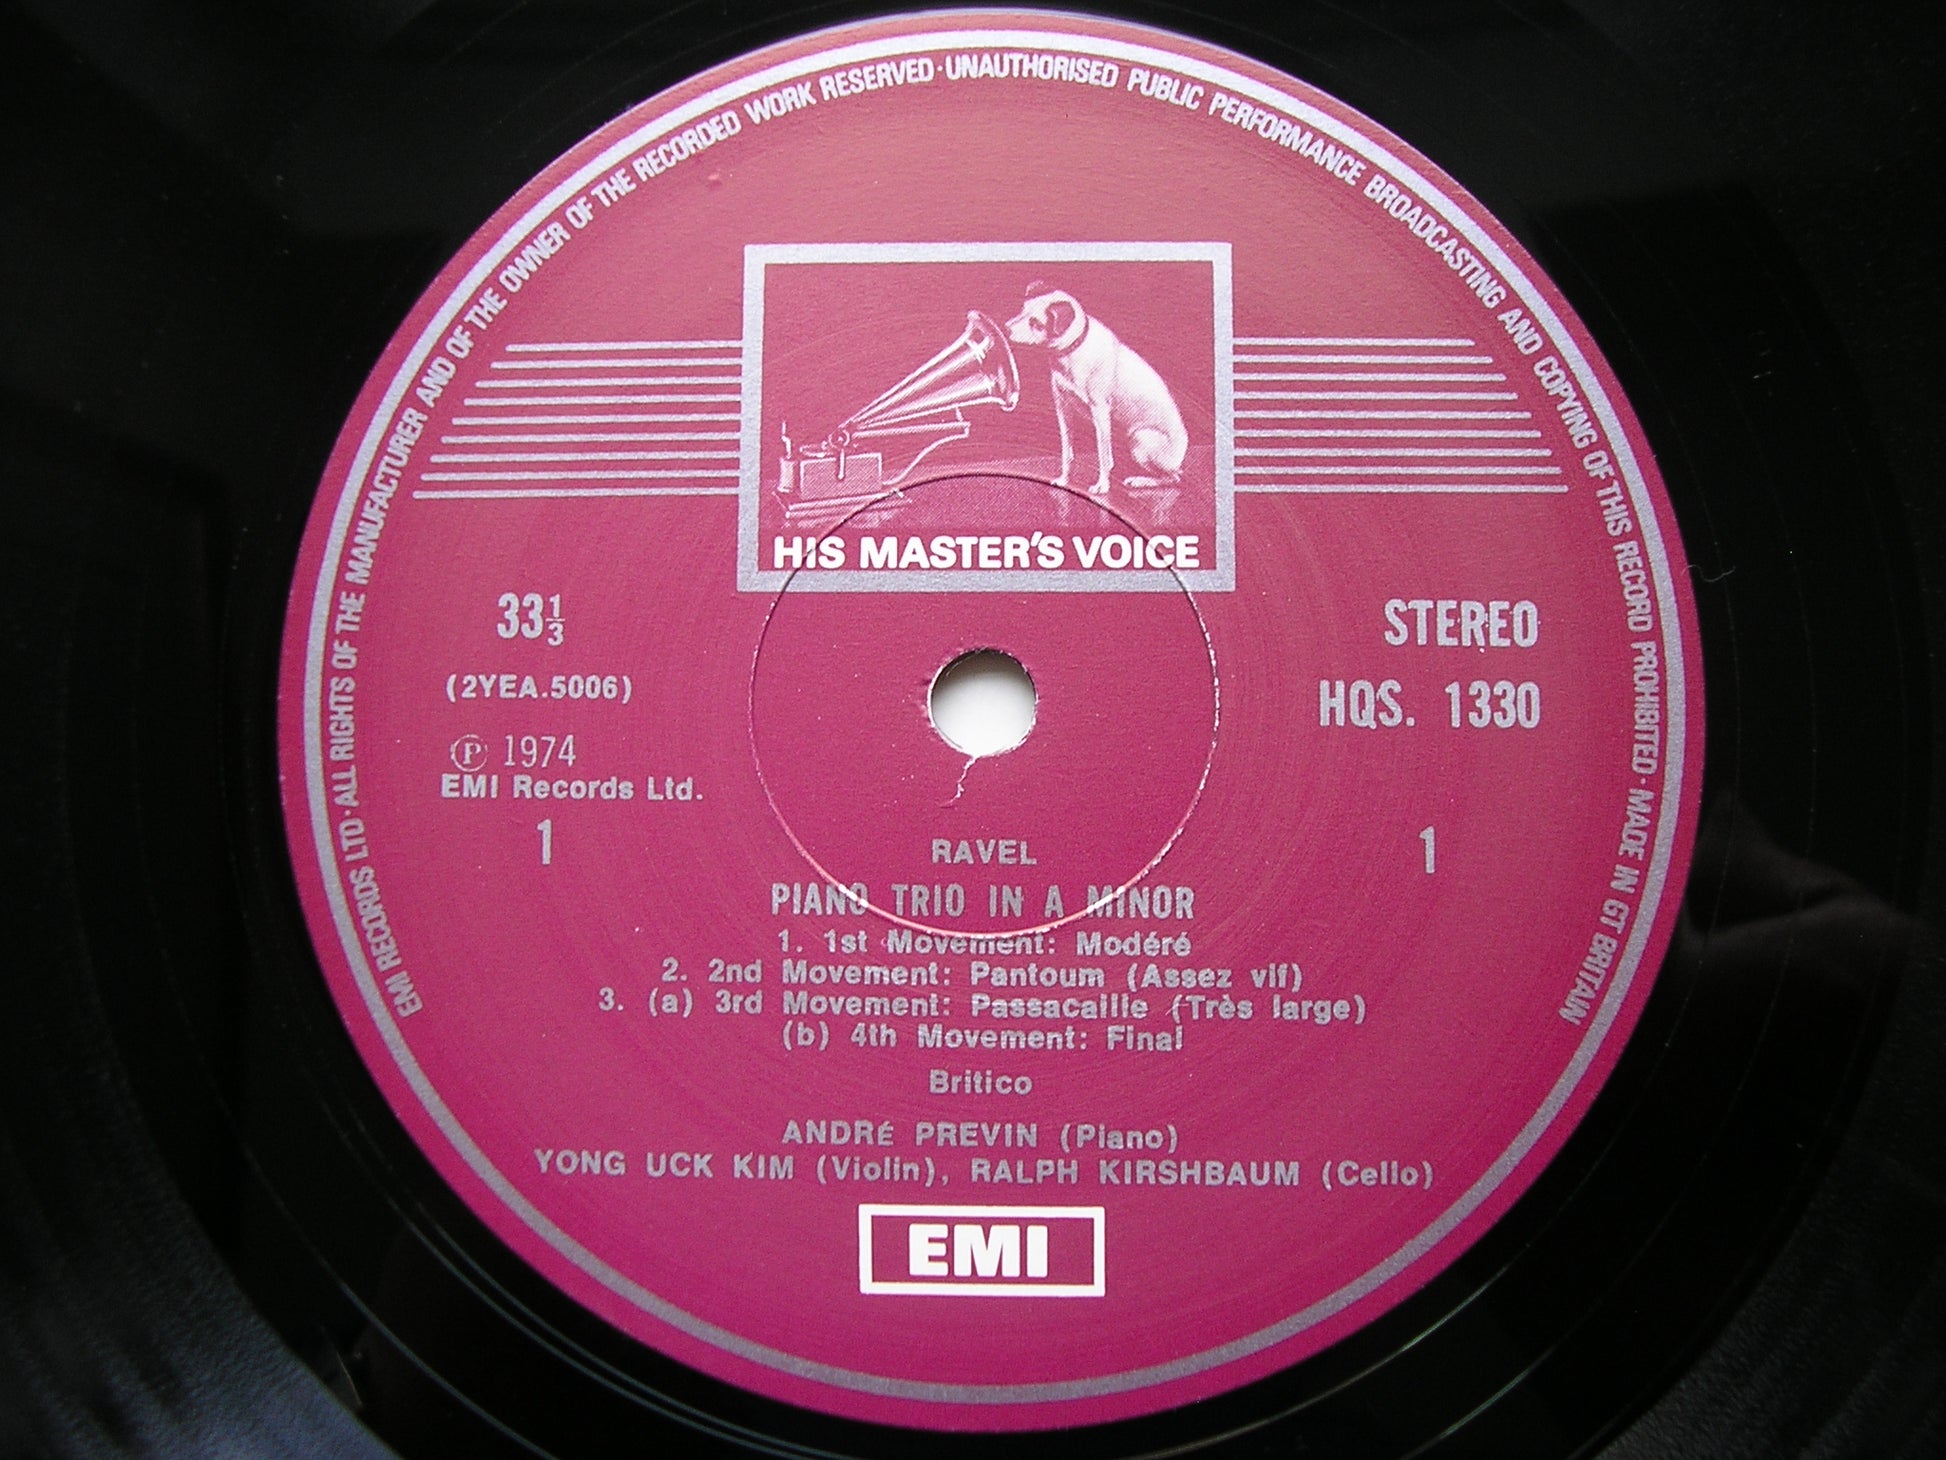 EMI RECORDS LTD · ALL RIGHTS OF THE MANUFACTURER AND OF THE OWNER OF THE RECORDED WORK RESERVED · UNAUTHORISED PUBLIC PERFORMANCE BROADCASTING AND COPYING OF THIS RECORD PROHIBITED · MADE IN GT BRITAIN
HIS MASTER'S VOICE
33 1/3
STEREO
(2YEA.5006)
HQS. 1330
Ⓟ 1974
EMI Records Ltd.
1
1
RAVEL
PIANO TRIO IN A MINOR
1. 1st Movement: Modéré
2. 2nd Movement: Pantoum (Assez vif)
3. (a) 3rd Movement: Passacaille (Très large)
(b) 4th Movement: Final
Britico
ANDRÉ PREVIN (Piano)
YONG UCK KIM (Violin), RALPH KIRSHBAUM (Cello)
EMI